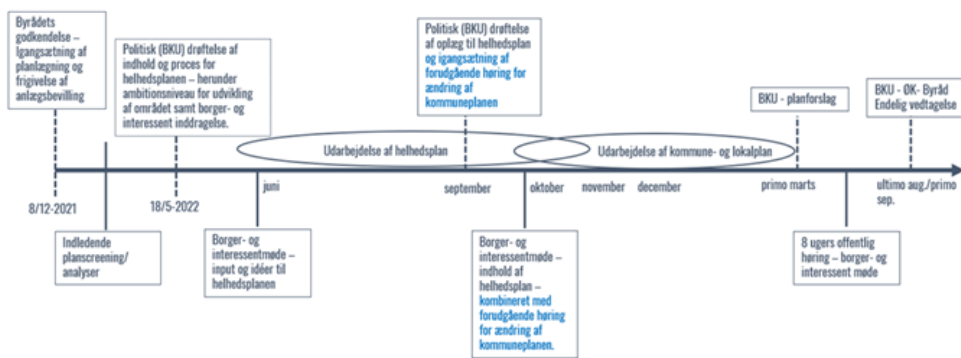 Byrådets
godkendelse –
Igangsætning af
planlægning og
frigivelse af
anlægsbevilling
Politisk (BKU) drøftelse af
indhold og proces for
helhedsplanen – herunder
ambitionsniveau for udvikling
af området samt borger- og
interessent inddragelse.
Politisk (BKU) drøftelse
af oplæg til helhedsplan
og igangsætning af
forudgående høring for
ændring af
kommuneplanen
BKU - planforslag
BKU - ØK- Byråd
Endelig vedtagelse
Udarbejdelse af helhedsplan
Udarbejdelse af kommune- og lokalplan
8/12-2021
18/5-2022
juni
september
oktober
november
december
primo marts
ultimo aug./primo
sep.
Indledende
planscreening/
analyser
Borger- og
interessentmøde –
input og idéer til
helhedsplanen
Borger- og
interessentmøde –
indhold af
helhedsplan –
kombineret med
forudgående høring
for ændring af
kommuneplanen.
8 ugers offentlig
høring – borger- og
interessent møde